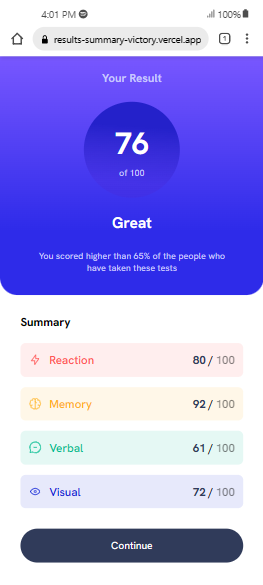 4:01 PM
100%
results-summary-victory.vercel.app
1
Your Result
76
of 100
Great
You scored higher than 65% of the people who
have taken these tests
Summary
Reaction 80 / 100
Memory 92 / 100
Verbal 61 / 100
Visual 72 / 100
Continue